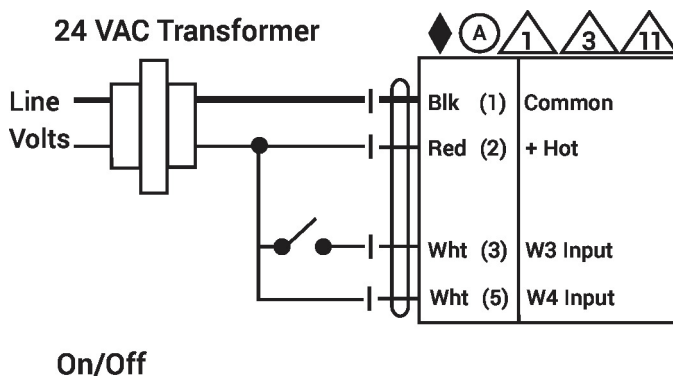 24 VAC Transformer
A 1 3 11
Line
Volts
Blk (1) Common
Red (2) + Hot
Wht (3) W3 Input
Wht (5) W4 Input
On/Off